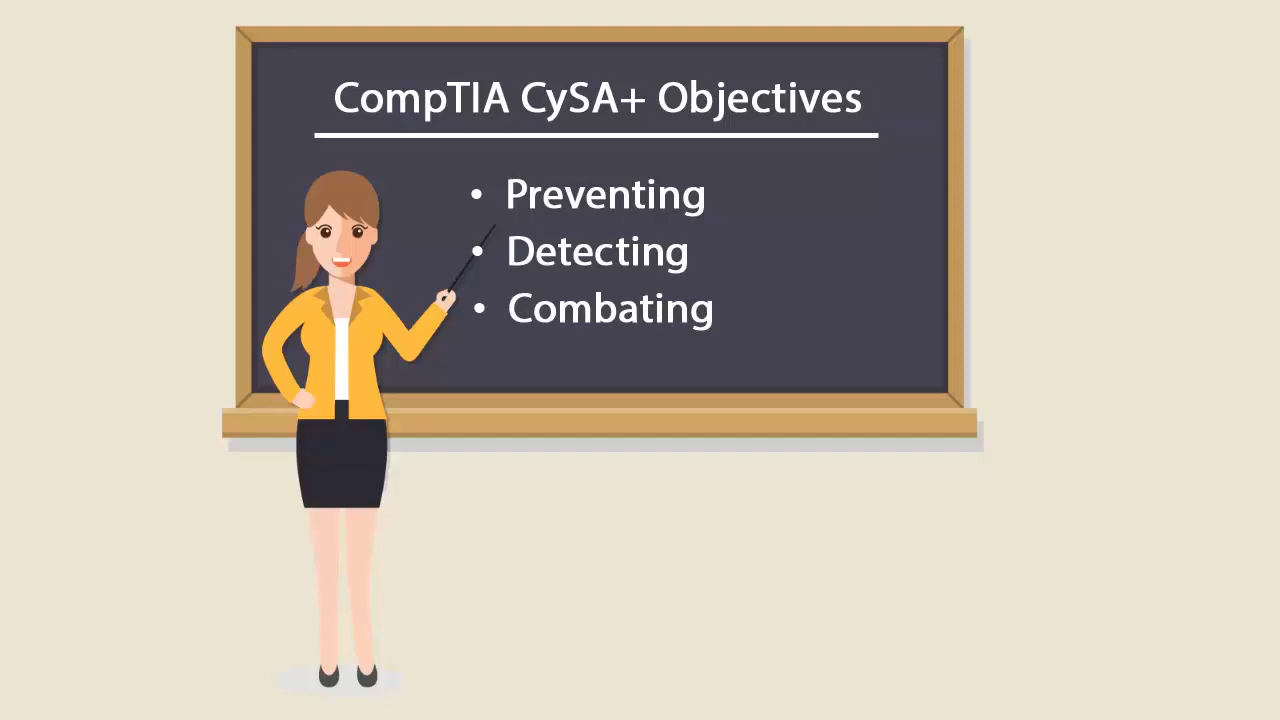 CompTIA CySA+ Objectives
• Preventing
• Detecting
• Combating